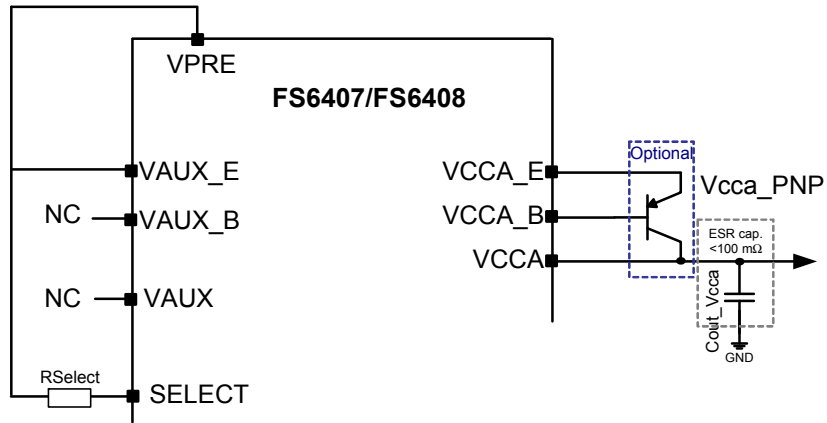 VPRE
FS6407/FS6408
VAUX_E
NC
VAUX_B
NC
VAUX
RSelect
SELECT
VCCA_E
VCCA_B
VCCA
Optional
Vcca_PNP
ESR cap.
<100 mΩ
Cout_Vcca
GND